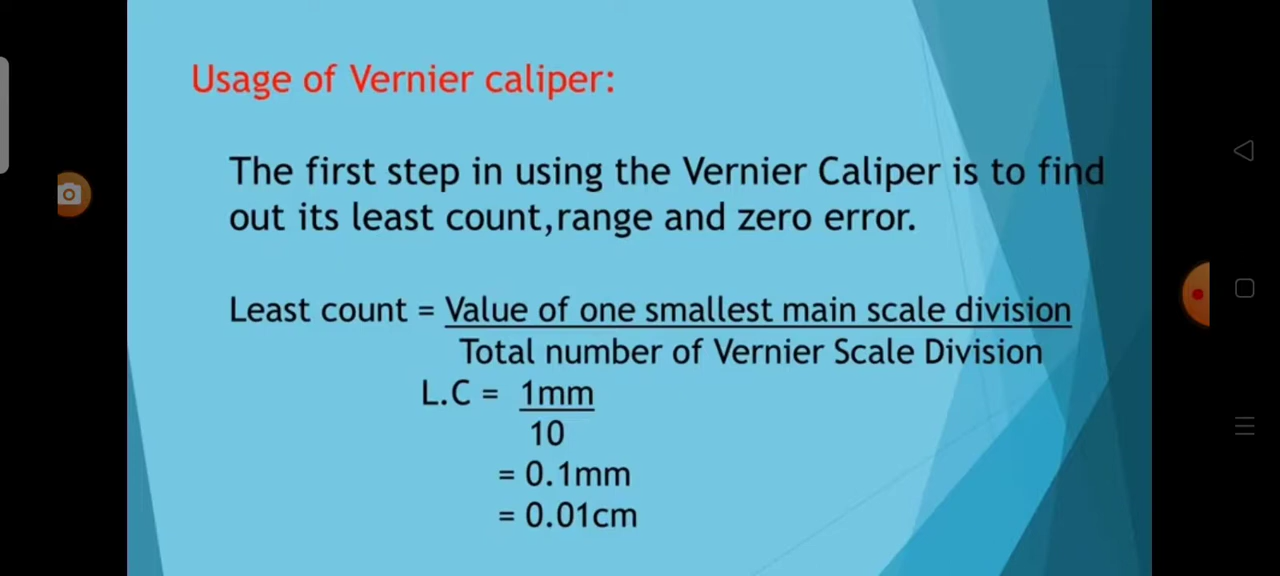 Usage of Vernier caliper:
The first step in using the Vernier Caliper is to find
out its least count,range and zero error.
Least count = Value of one smallest main scale division
Total number of Vernier Scale Division
L.C = 1mm
10
= 0.1mm
= 0.01cm